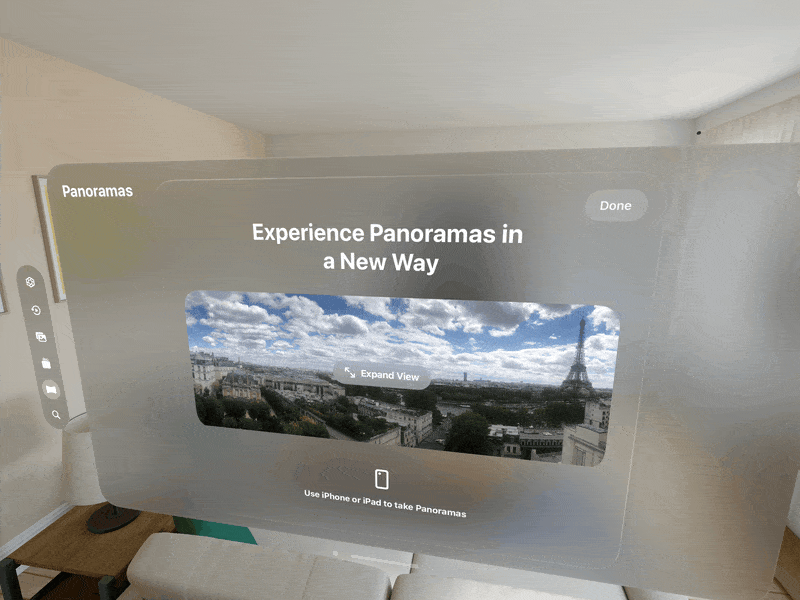 Panoramas
Done
Experience Panoramas in
a New Way
Expand View
Use iPhone or iPad to take Panoramas